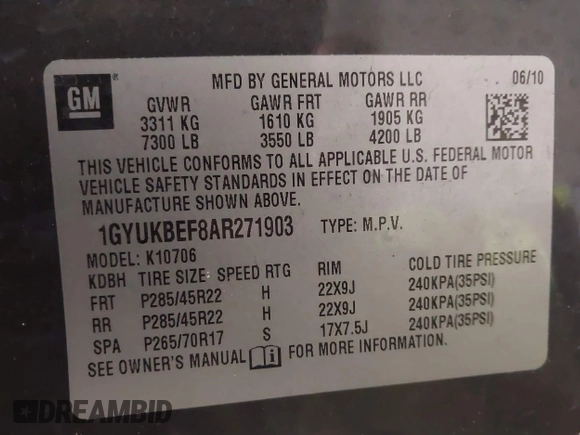 GM
MFD BY GENERAL MOTORS LLC 06/10
GVWR GAWR FRT GAWR RR
3311 KG 1610 KG 1905 KG
7300 LB 3550 LB 4200 LB
THIS VEHICLE CONFORMS TO ALL APPLICABLE U.S. FEDERAL MOTOR
VEHICLE SAFETY STANDARDS IN EFFECT ON THE DATE OF
MANUFACTURE SHOWN ABOVE.
1GYUKBEF8AR271903 TYPE: M.P.V.
MODEL: K10706
KDBH TIRE SIZE: SPEED RTG RIM COLD TIRE PRESSURE
FRT P285/45R22 H 22X9J 240KPA(35PSI)
RR P285/45R22 H 22X9J 240KPA(35PSI)
SPA P265/70R17 S 17X7.5J 240KPA(35PSI)
SEE OWNER'S MANUAL FOR MORE INFORMATION.
DREAMBID